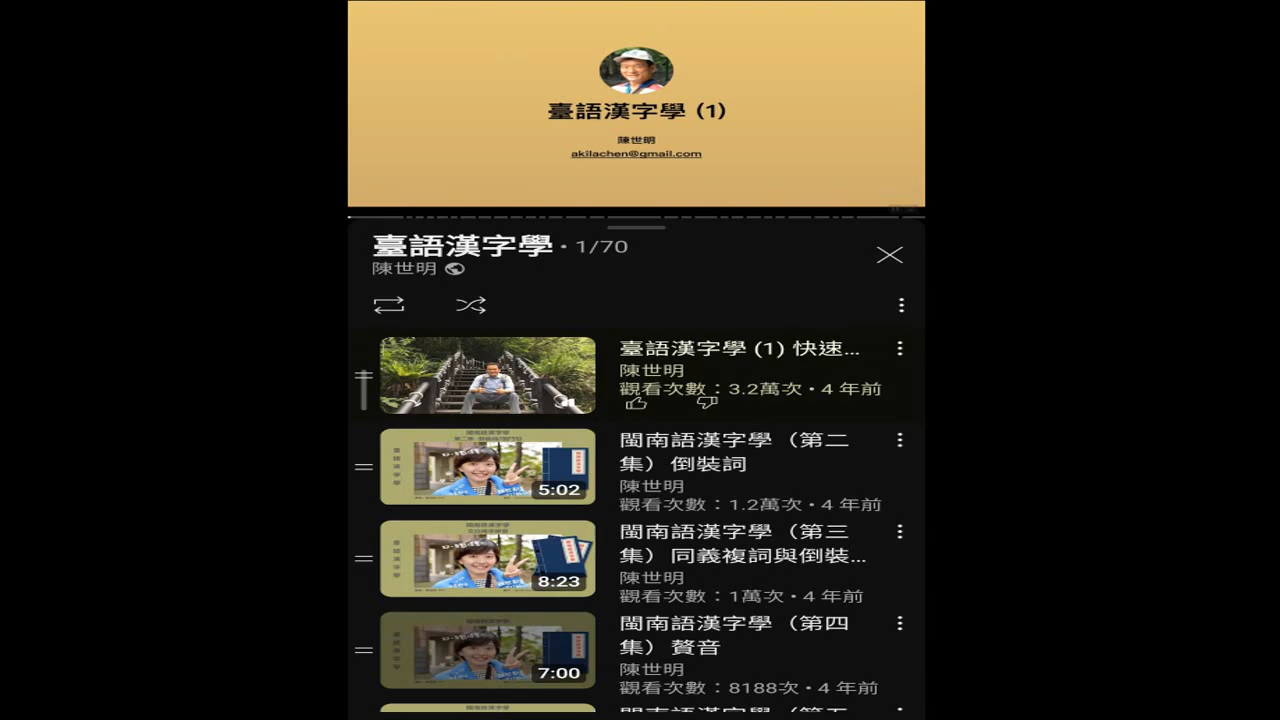 臺語漢字學 (1)
陳世明
akilachen@gmail.com
臺語漢字學 · 1/70
陳世明
臺語漢字學 (1) 快速...
陳世明
觀看次數：3.2萬次 · 4 年前
閩南語漢字學 （第二
集） 倒裝詞
陳世明
觀看次數：1.2萬次 · 4 年前
5:02
閩南語漢字學 （第三
集） 同義複詞與倒裝...
陳世明
觀看次數：1萬次 · 4 年前
8:23
閩南語漢字學 （第四
集） 贅音
陳世明
觀看次數：8188次 · 4 年前
7:00